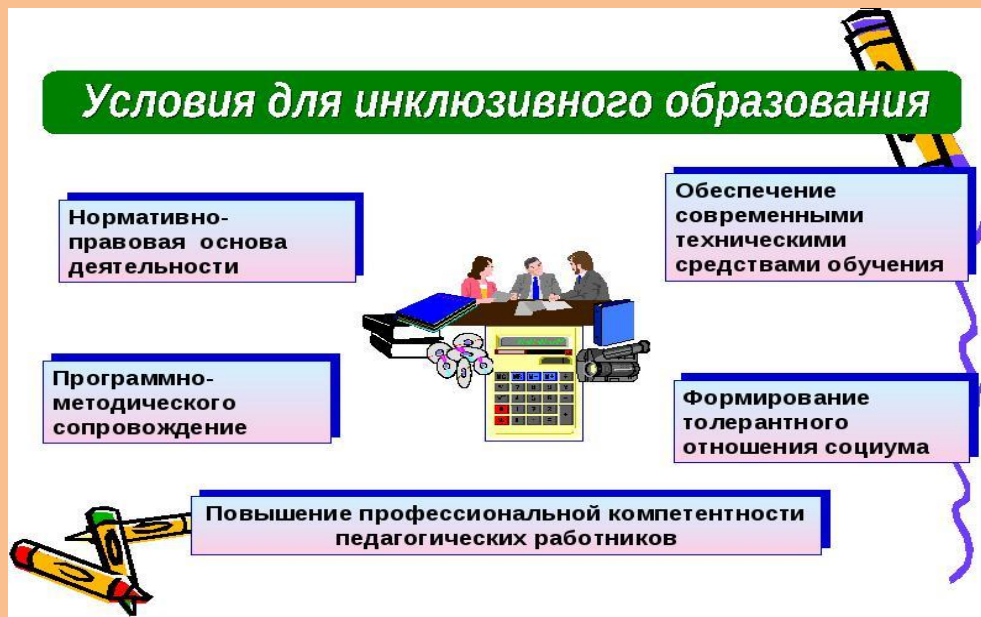 Условия для инклюзивного образования
Нормативно-
правовая основа
деятельности
Обеспечение
современными
техническими
средствами обучения
Программно-
методического
сопровождение
Формирование
толерантного
отношения социума
Повышение профессиональной компетентности
педагогических работников